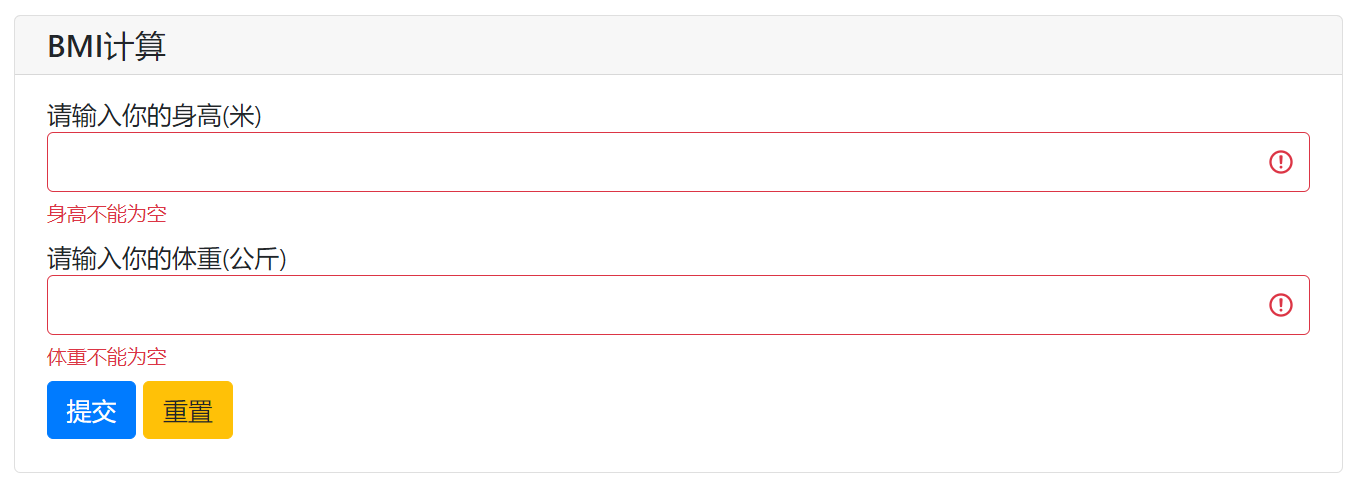 BMI计算
请输入你的身高(米)
身高不能为空
请输入你的体重(公斤)
体重不能为空
提交 重置